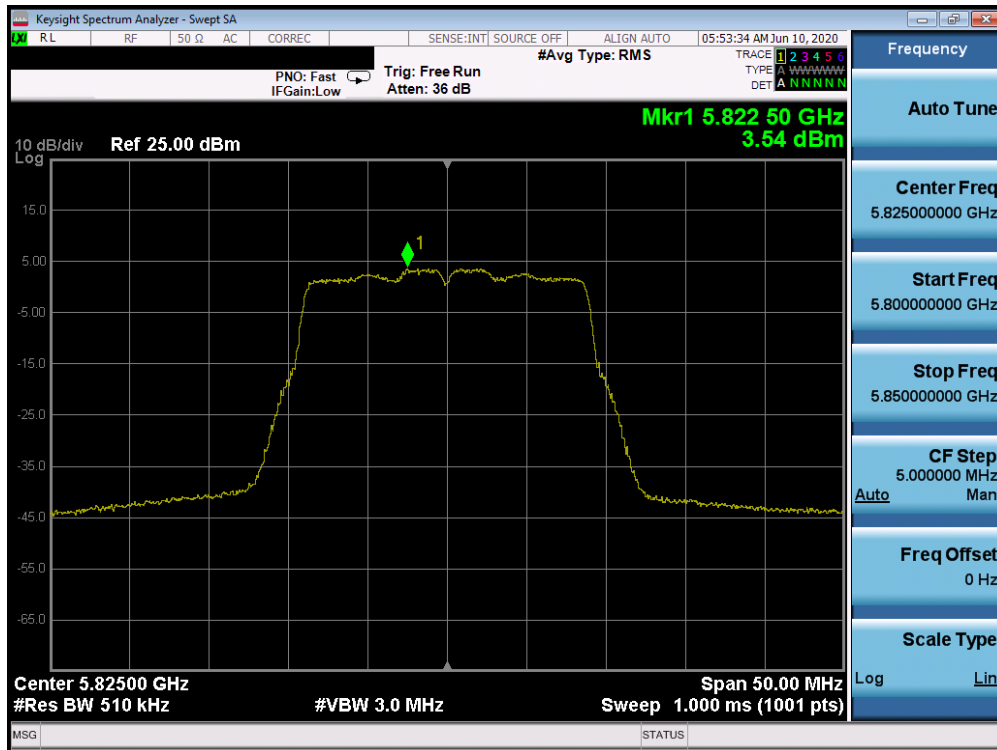 Keysight Spectrum Analyzer - Swept SA
LXI RL RF 50 Ω AC CORREC SENSE:INT SOURCE OFF ALIGN AUTO 05:53:34 AM Jun 10, 2020
#Avg Type: RMS
TRACE 1 2 3 4 5 6
PNO: Fast Trig: Free Run TYPE A WWWWW
IFGain:Low Atten: 36 dB DET A N N N N N
Mkr1 5.822 50 GHz
3.54 dBm
10 dB/div Ref 25.00 dBm
Log
1
15.0
5.00
-5.00
-15.0
-25.0
-35.0
-45.0
-55.0
-65.0
Center 5.82500 GHz Span 50.00 MHz
#Res BW 510 kHz #VBW 3.0 MHz Sweep 1.000 ms (1001 pts)
MSG STATUS
Frequency
Auto Tune
Center Freq
5.825000000 GHz
Start Freq
5.800000000 GHz
Stop Freq
5.850000000 GHz
CF Step
5.000000 MHz
Auto Man
Freq Offset
0 Hz
Scale Type
Log Lin